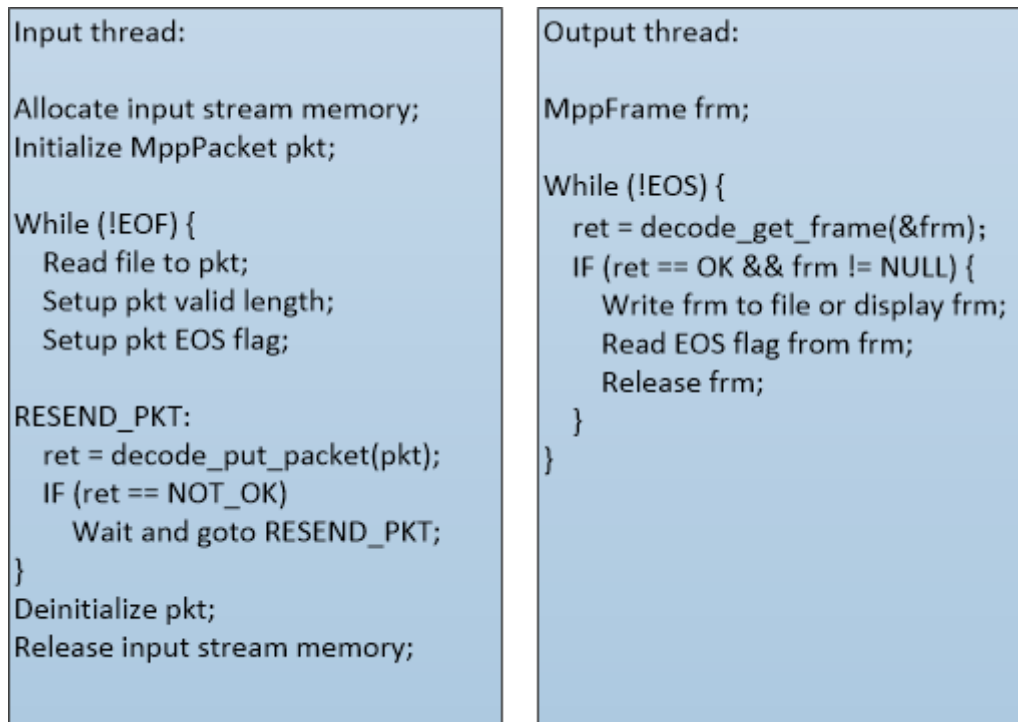 Input thread:
Allocate input stream memory;
Initialize MppPacket pkt;
While (!EOF) {
Read file to pkt;
Setup pkt valid length;
Setup pkt EOS flag;
RESEND_PKT:
ret = decode_put_packet(pkt);
IF (ret == NOT_OK)
Wait and goto RESEND_PKT;
}
Deinitialize pkt;
Release input stream memory;
Output thread:
MppFrame frm;
While (!EOS) {
ret = decode_get_frame(&frm);
IF (ret == OK && frm != NULL) {
Write frm to file or display frm;
Read EOS flag from frm;
Release frm;
}
}